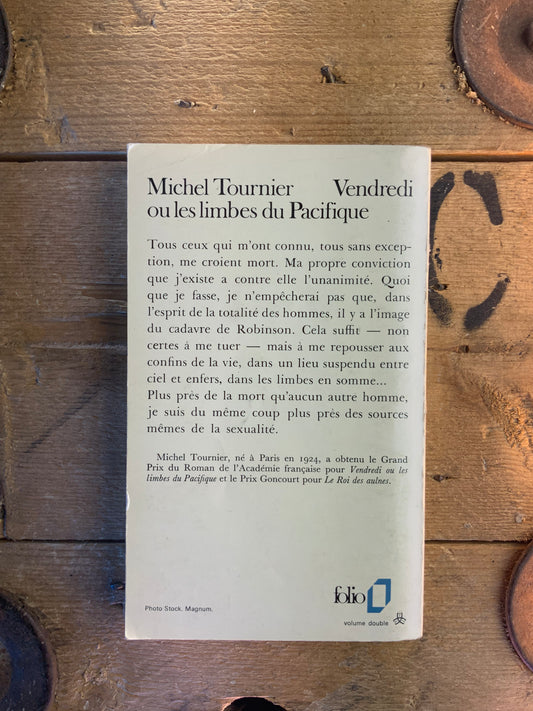 Michel Tournier Vendredi
ou les limbes du Pacifique
Tous ceux qui m'ont connu, tous sans excep-
tion, me croient mort. Ma propre conviction
que j'existe a contre elle l'unanimité. Quoi
que je fasse, je n'empêcherai pas que, dans
l'esprit de la totalité des hommes, il y a l'image
du cadavre de Robinson. Cela suffit — non
certes à me tuer — mais à me repousser aux
confins de la vie, dans un lieu suspendu entre
ciel et enfers, dans les limbes en somme...
Plus près de la mort qu'aucun autre homme,
je suis du même coup plus près des sources
mêmes de la sexualité.
Michel Tournier, né à Paris en 1924, a obtenu le Grand
Prix du Roman de l'Académie française pour Vendredi ou les
limbes du Pacifique et le Prix Goncourt pour Le Roi des aulnes.
folio
Photo Stock. Magnum.
volume double